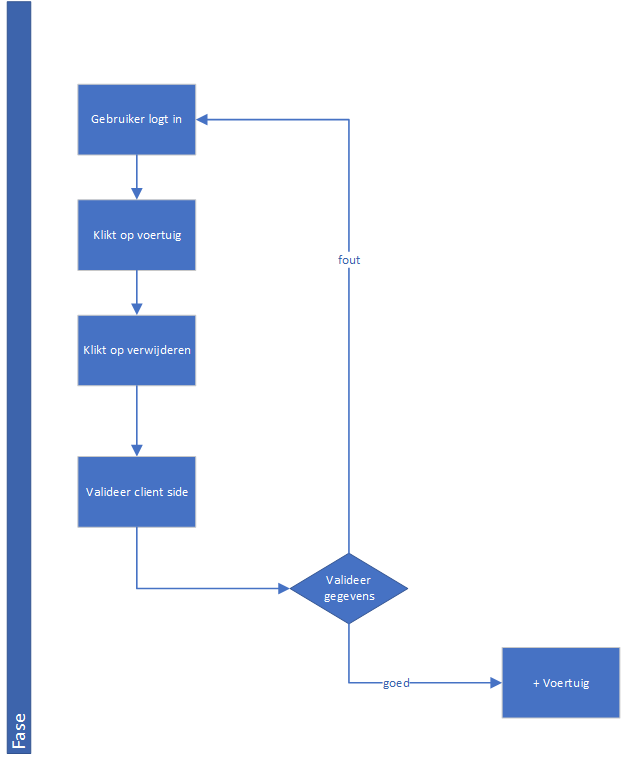 Gebruiker logt in
Klikt op voertuig
fout
Klikt op verwijderen
Valideer client side
Valideer
gegevens
goed
+ Voertuig
Fase